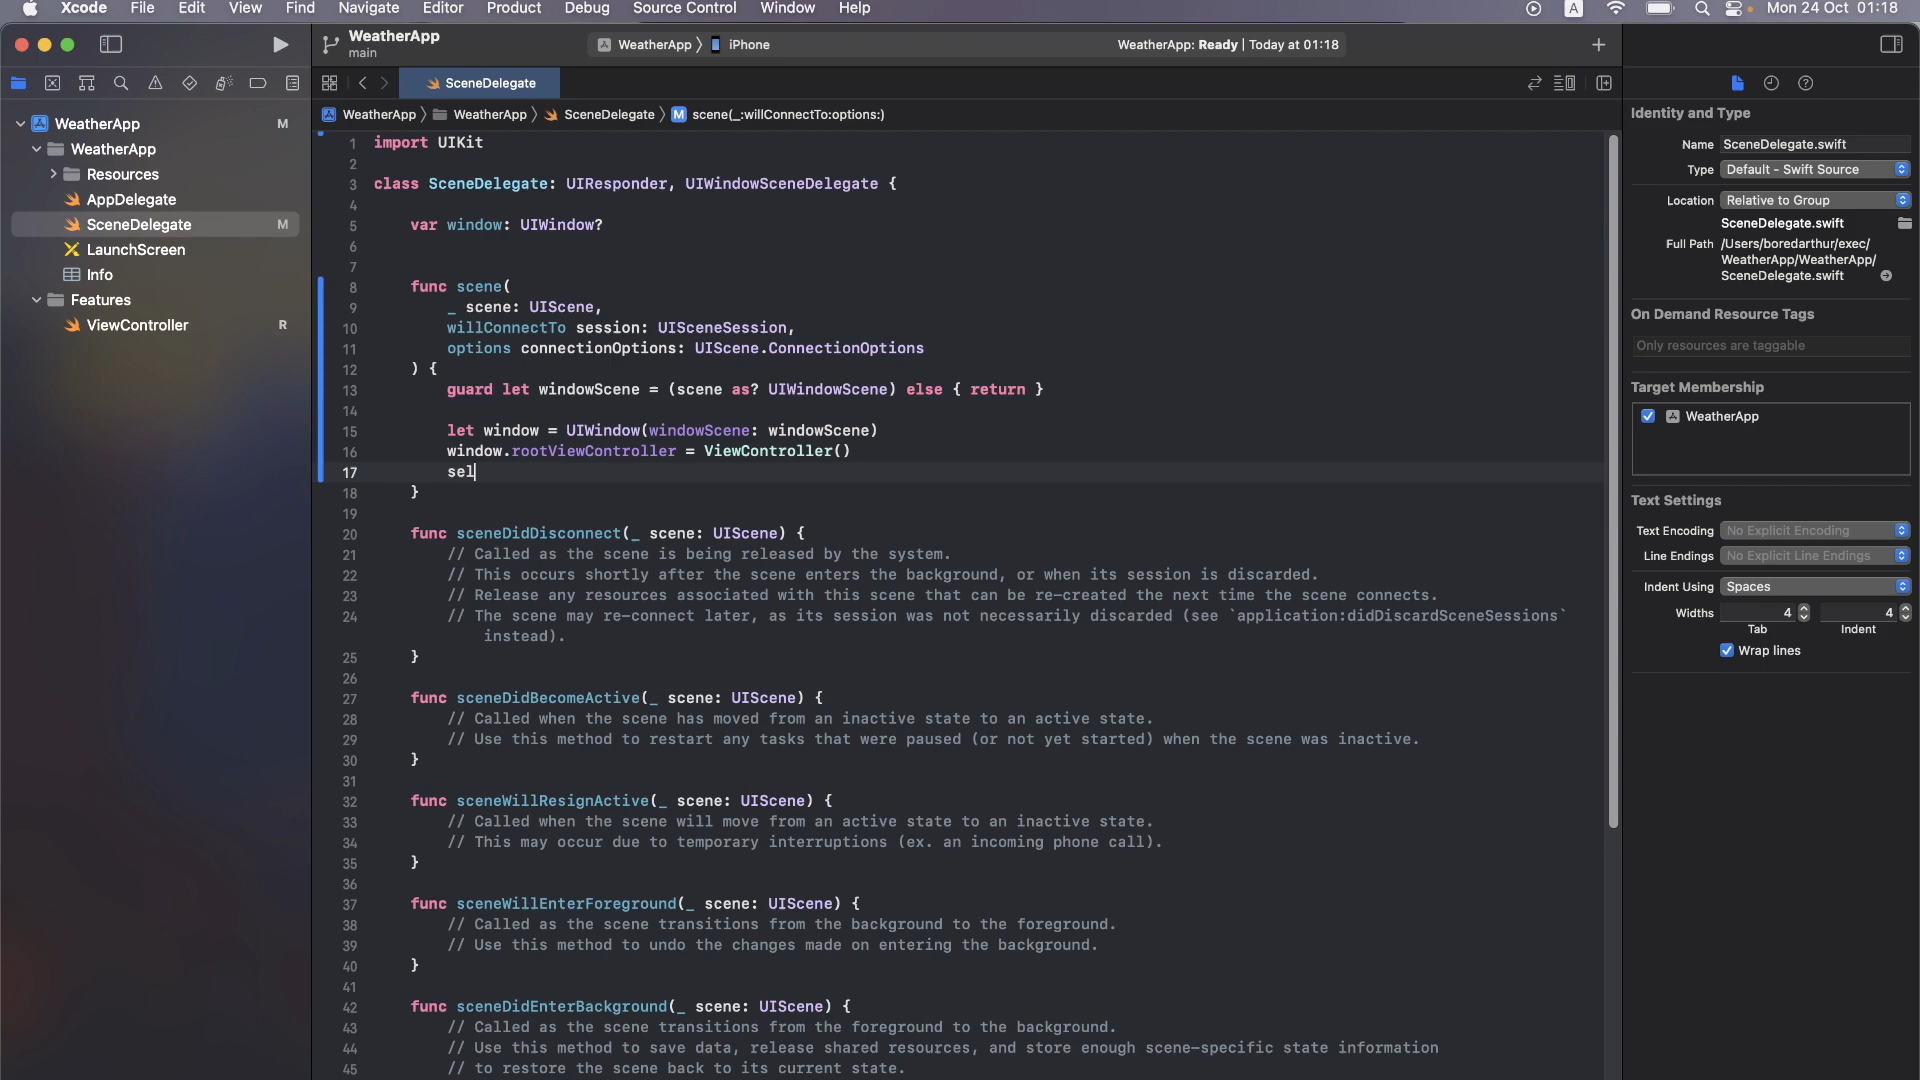 Xcode File Edit View Find Navigate Editor Product Debug Source Control Window Help A Mon 24 Oct 01:18
WeatherApp
main
WeatherApp iPhone WeatherApp: Ready | Today at 01:18
SceneDelegate
WeatherApp WeatherApp SceneDelegate M scene(_:willConnectTo:options:)
WeatherApp M
WeatherApp
Resources
AppDelegate
SceneDelegate M
LaunchScreen
Info
Features
ViewController R
1 import UIKit
2
3 class SceneDelegate: UIResponder, UIWindowSceneDelegate {
4
5 var window: UIWindow?
6
7
8 func scene(
9 _ scene: UIScene,
10 willConnectTo session: UISceneSession,
11 options connectionOptions: UIScene.ConnectionOptions
12 ) {
13 guard let windowScene = (scene as? UIWindowScene) else { return }
14
15 let window = UIWindow(windowScene: windowScene)
16 window.rootViewController = ViewController()
17 sel
18 }
19
20 func sceneDidDisconnect(_ scene: UIScene) {
21 // Called as the scene is being released by the system.
22 // This occurs shortly after the scene enters the background, or when its session is discarded.
23 // Release any resources associated with this scene that can be re-created the next time the scene connects.
24 // The scene may re-connect later, as its session was not necessarily discarded (see `application:didDiscardSceneSessions`
instead).
25 }
26
27 func sceneDidBecomeActive(_ scene: UIScene) {
28 // Called when the scene has moved from an inactive state to an active state.
29 // Use this method to restart any tasks that were paused (or not yet started) when the scene was inactive.
30 }
31
32 func sceneWillResignActive(_ scene: UIScene) {
33 // Called when the scene will move from an active state to an inactive state.
34 // This may occur due to temporary interruptions (ex. an incoming phone call).
35 }
36
37 func sceneWillEnterForeground(_ scene: UIScene) {
38 // Called as the scene transitions from the background to the foreground.
39 // Use this method to undo the changes made on entering the background.
40 }
41
42 func sceneDidEnterBackground(_ scene: UIScene) {
43 // Called as the scene transitions from the foreground to the background.
44 // Use this method to save data, release shared resources, and store enough scene-specific state information
45 // to restore the scene back to its current state.
Identity and Type
Name SceneDelegate.swift
Type Default - Swift Source
Location Relative to Group
SceneDelegate.swift
Full Path /Users/boredarthur/exec/
WeatherApp/WeatherApp/
SceneDelegate.swift
On Demand Resource Tags
Only resources are taggable
Target Membership
WeatherApp
Text Settings
Text Encoding No Explicit Encoding
Line Endings No Explicit Line Endings
Indent Using Spaces
Widths 4 4
Tab Indent
Wrap lines